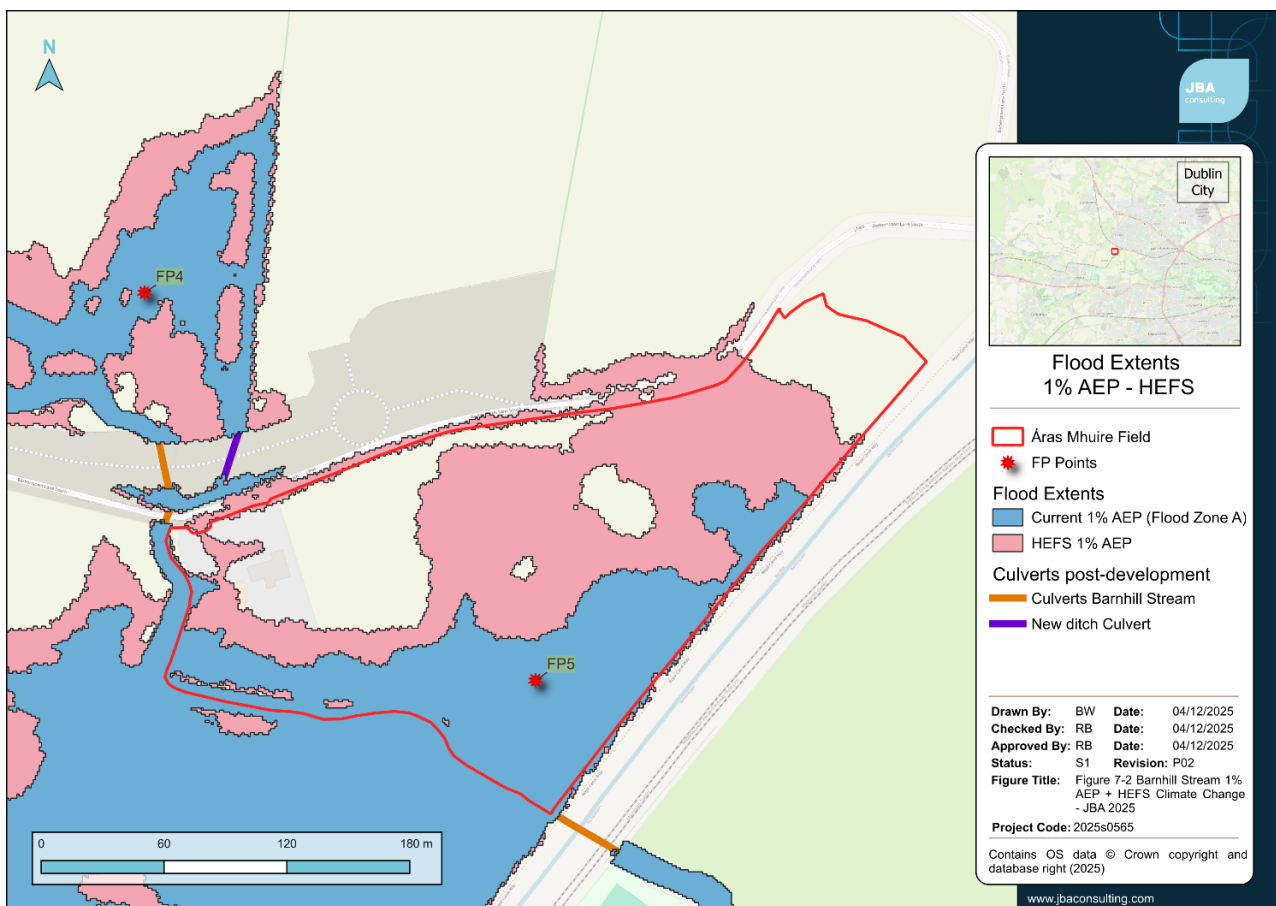 N
FP4
FP5
0 60 120 180 m
JBA
consulting
Dublin
City
Flood Extents
1% AEP - HEFS
Áras Mhuire Field
FP Points
Flood Extents
Current 1% AEP (Flood Zone A)
HEFS 1% AEP
Culverts post-development
Culverts Barnhill Stream
New ditch Culvert
Drawn By: BW Date: 04/12/2025
Checked By: RB Date: 04/12/2025
Approved By: RB Date: 04/12/2025
Status: S1 Revision: P02
Figure Title: Figure 7-2 Barnhill Stream 1%
AEP + HEFS Climate Change
- JBA 2025
Project Code: 2025s0565
Contains OS data © Crown copyright and
database right (2025)
www.jbaconsulting.com